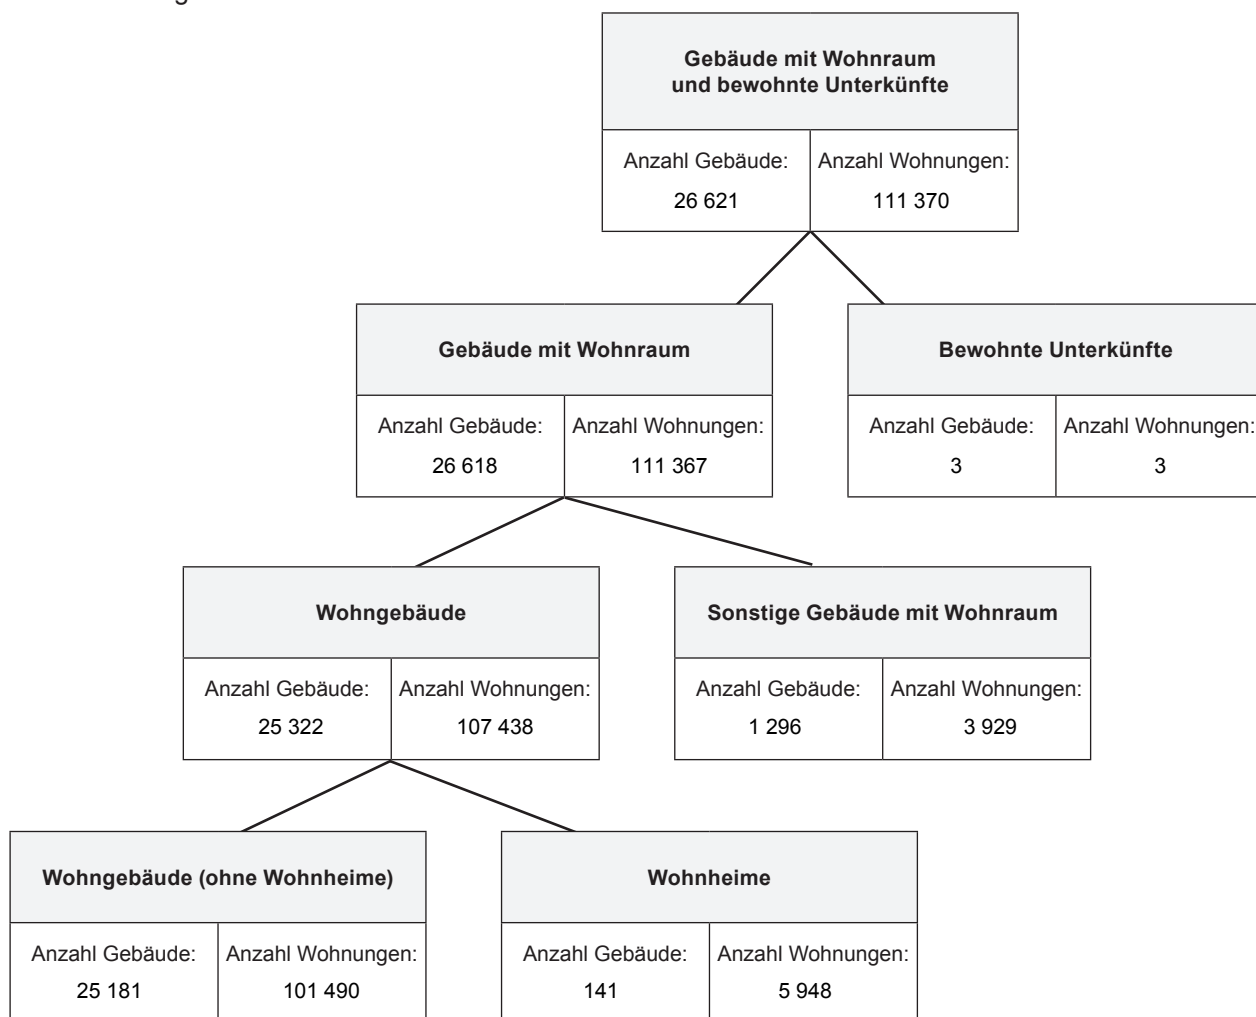 Gebäude mit Wohnraum
und bewohnte Unterkünfte
Anzahl Gebäude:
26 621
Anzahl Wohnungen:
111 370
Gebäude mit Wohnraum
Anzahl Gebäude:
26 618
Anzahl Wohnungen:
111 367
Bewohnte Unterkünfte
Anzahl Gebäude:
3
Anzahl Wohnungen:
3
Wohngebäude
Anzahl Gebäude:
25 322
Anzahl Wohnungen:
107 438
Sonstige Gebäude mit Wohnraum
Anzahl Gebäude:
1 296
Anzahl Wohnungen:
3 929
Wohngebäude (ohne Wohnheime)
Anzahl Gebäude:
25 181
Anzahl Wohnungen:
101 490
Wohnheime
Anzahl Gebäude:
141
Anzahl Wohnungen:
5 948